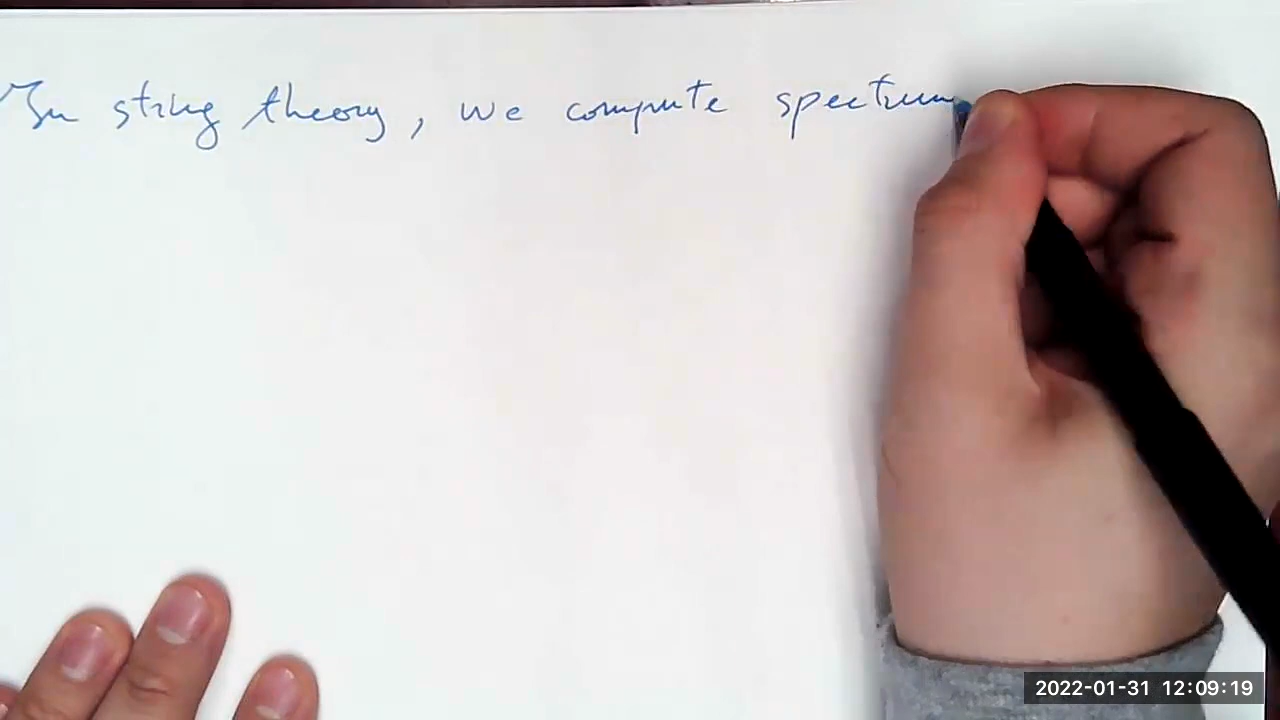 In string theory, we compute spectrum
2022-01-31 12:09:19